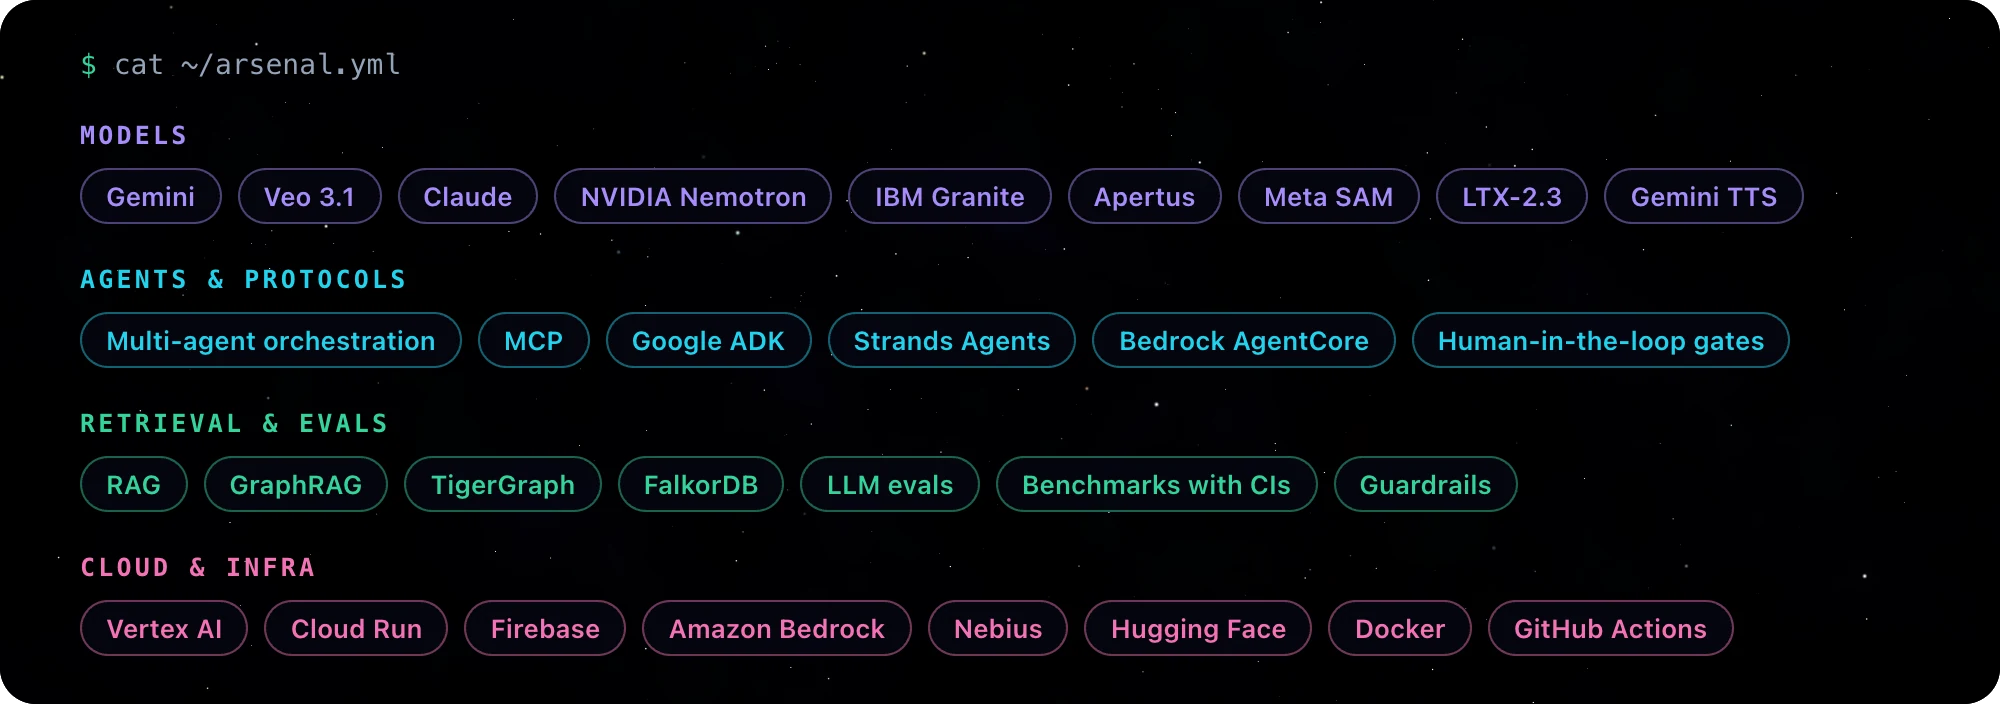 $ cat ~/arsenal.yml
MODELS
Gemini Veo 3.1 Claude NVIDIA Nemotron IBM Granite Apertus Meta SAM LTX-2.3 Gemini TTS
AGENTS & PROTOCOLS
Multi-agent orchestration MCP Google ADK Strands Agents Bedrock AgentCore Human-in-the-loop gates
RETRIEVAL & EVALS
RAG GraphRAG TigerGraph FalkorDB LLM evals Benchmarks with CIs Guardrails
CLOUD & INFRA
Vertex AI Cloud Run Firebase Amazon Bedrock Nebius Hugging Face Docker GitHub Actions